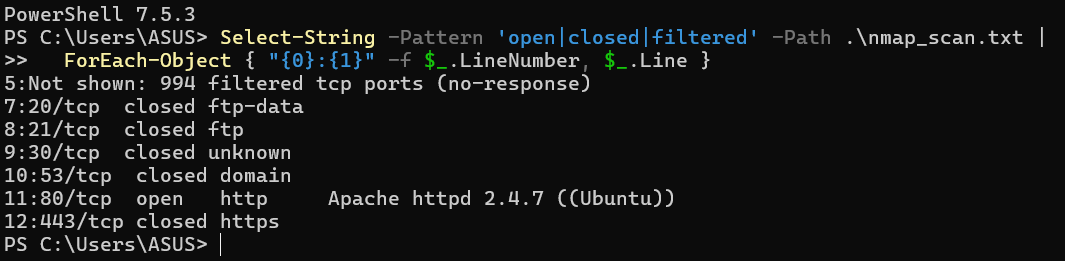 PowerShell 7.5.3
PS C:\Users\ASUS> Select-String -Pattern 'open|closed|filtered' -Path .\nmap_scan.txt |
>>   ForEach-Object { "{0}:{1}" -f $_.LineNumber, $_.Line }
5:Not shown: 994 filtered tcp ports (no-response)
7:20/tcp  closed ftp-data
8:21/tcp  closed ftp
9:30/tcp  closed unknown
10:53/tcp  closed domain
11:80/tcp  open   http     Apache httpd 2.4.7 ((Ubuntu))
12:443/tcp closed https
PS C:\Users\ASUS>